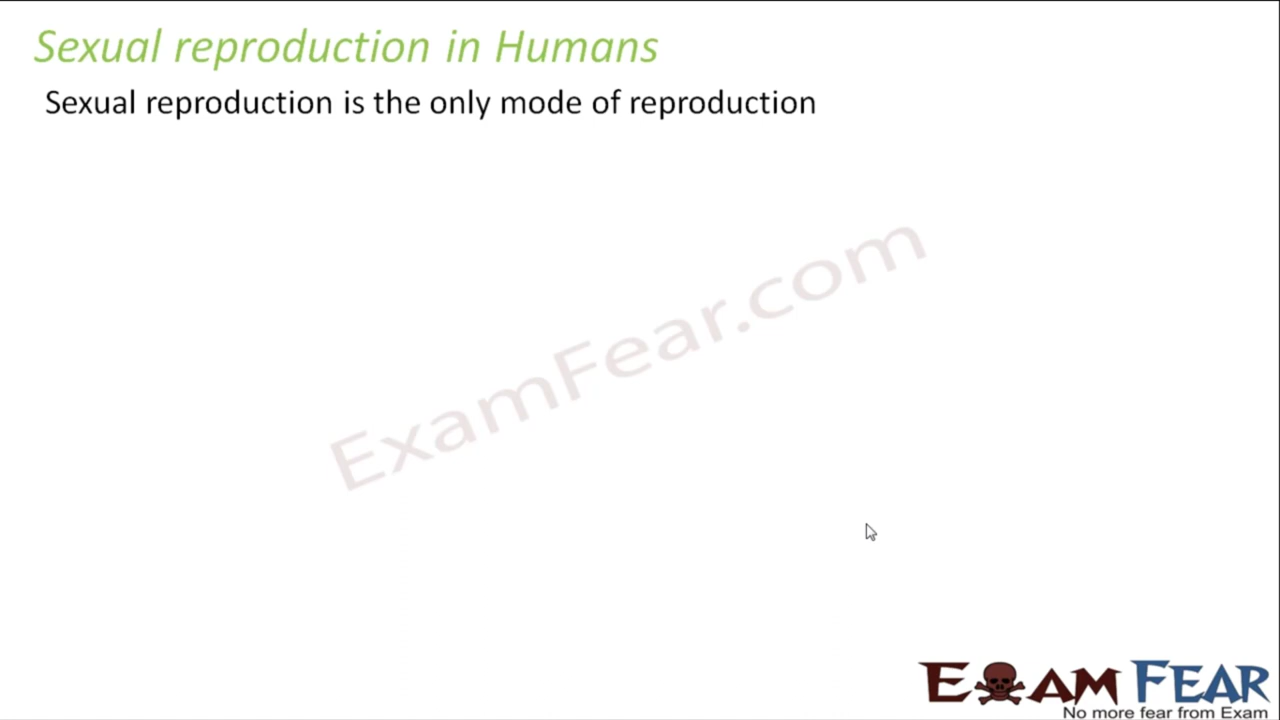 Sexual reproduction in Humans
Sexual reproduction is the only mode of reproduction
ExamFear.com
EXAM FEAR
No more fear from Exam